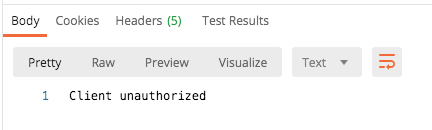 Body Cookies Headers (5) Test Results
Pretty Raw Preview Visualize Text
1 Client unauthorized